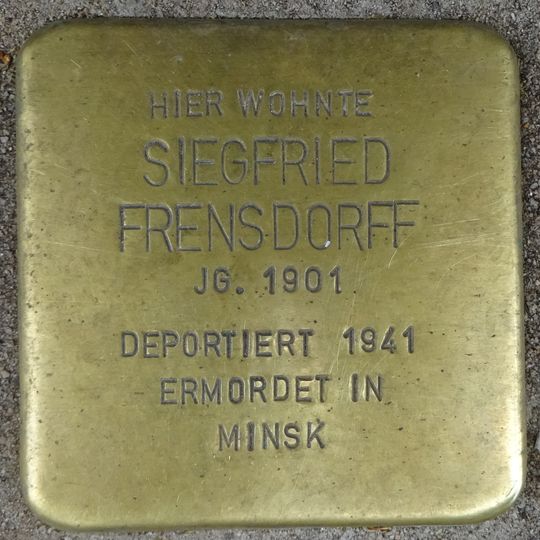 HIER WOHNTE
SIEGFRIED
FRENSDORFF
JG. 1901
DEPORTIERT 1941
ERMORDET IN
MINSK